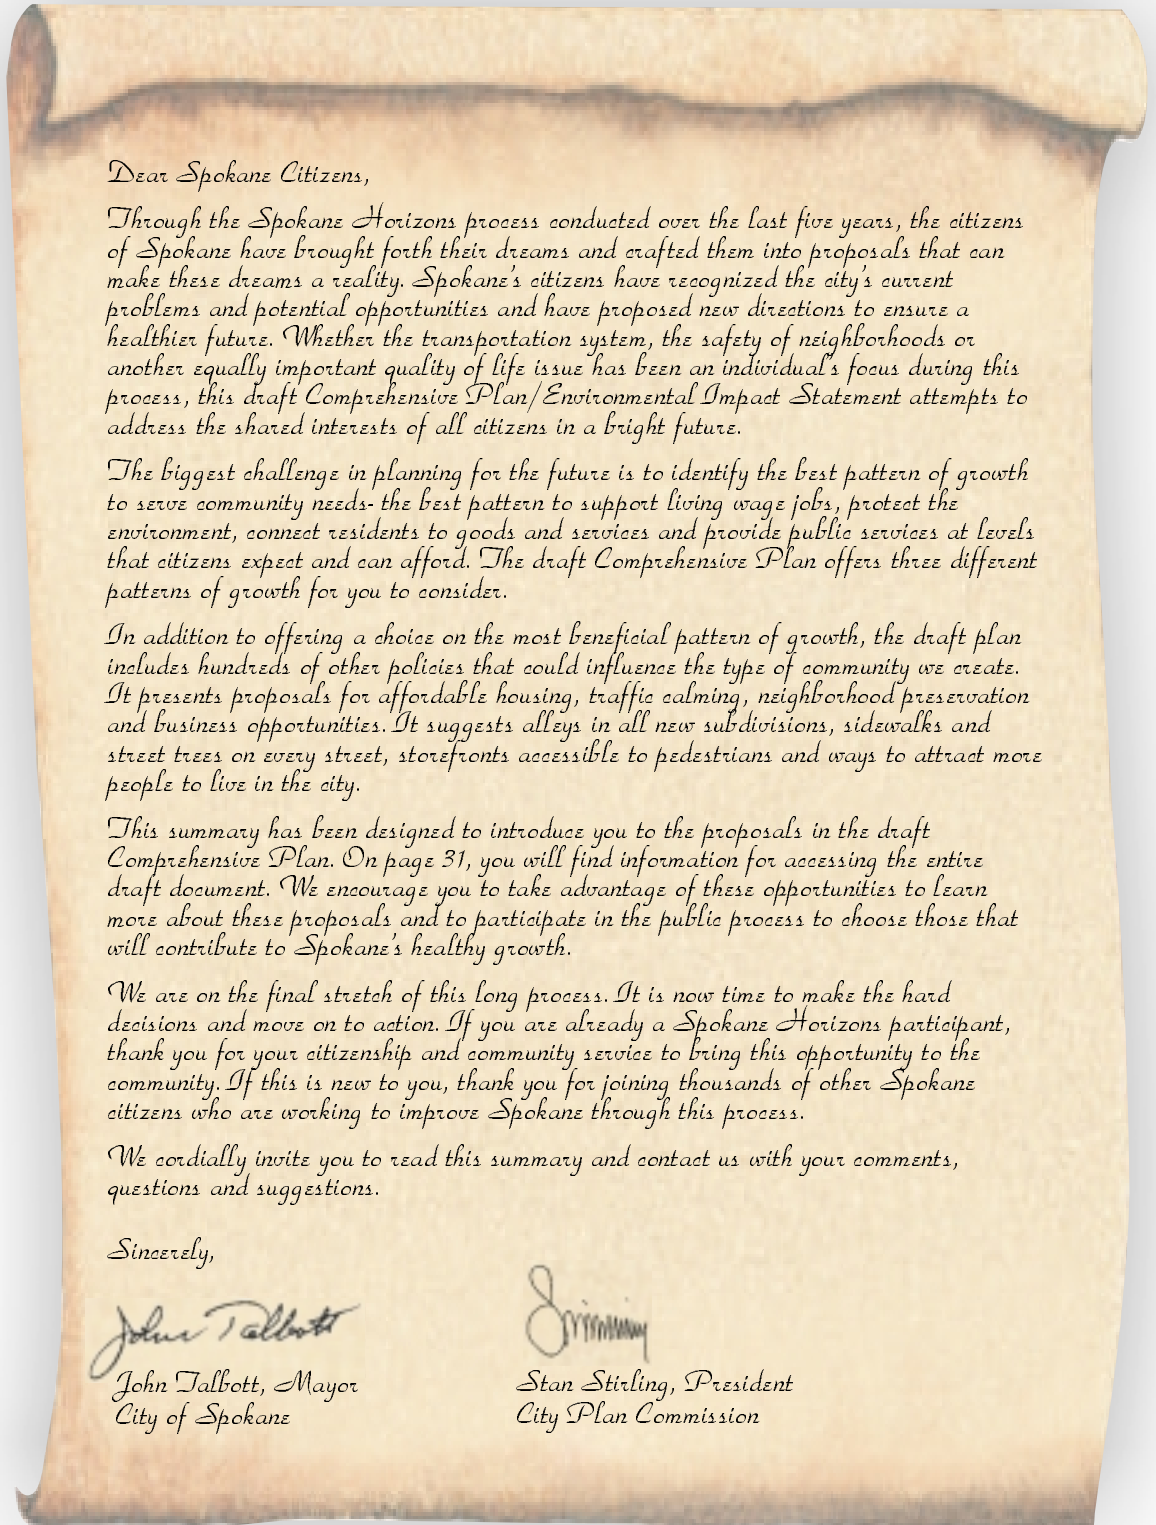 Dear Spokane Citizens,
Through the Spokane Horizons process conducted over the last five years, the citizens
of Spokane have brought forth their dreams and crafted them into proposals that can
make these dreams a reality. Spokane's citizens have recognized the city's current
problems and potential opportunities and have proposed new directions to ensure a
healthier future. Whether the transportation system, the safety of neighborhoods or
another equally important quality of life issue has been an individual's focus during this
process, this draft Comprehensive Plan/Environmental Impact Statement attempts to
address the shared interests of all citizens in a bright future.
The biggest challenge in planning for the future is to identify the best pattern of growth
to serve community needs- the best pattern to support living wage jobs, protect the
environment, connect residents to goods and services and provide public services at levels
that citizens expect and can afford. The draft Comprehensive Plan offers three different
patterns of growth for you to consider.
In addition to offering a choice on the most beneficial pattern of growth, the draft plan
includes hundreds of other policies that could influence the type of community we create.
It presents proposals for affordable housing, traffic calming, neighborhood preservation
and business opportunities. It suggests alleys in all new subdivisions, sidewalks and
street trees on every street, storefronts accessible to pedestrians and ways to attract more
people to live in the city.
This summary has been designed to introduce you to the proposals in the draft
Comprehensive Plan. On page 31, you will find information for accessing the entire
draft document. We encourage you to take advantage of these opportunities to learn
more about these proposals and to participate in the public process to choose those that
will contribute to Spokane's healthy growth.
We are on the final stretch of this long process. It is now time to make the hard
decisions and move on to action. If you are already a Spokane Horizons participant,
thank you for your citizenship and community service to bring this opportunity to the
community. If this is new to you, thank you for joining thousands of other Spokane
citizens who are working to improve Spokane through this process.
We cordially invite you to read this summary and contact us with your comments,
questions and suggestions.
Sincerely,
John Talbott
John Talbott, Mayor
City of Spokane
Stan Stirling, President
City Plan Commission